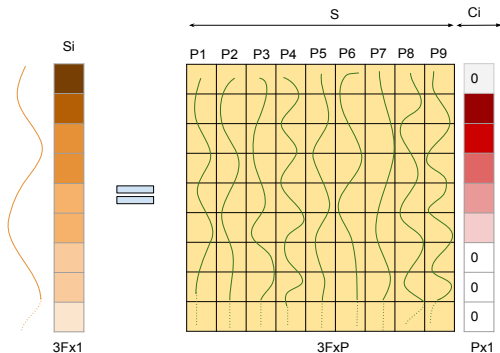 S
Ci
Si
P1 P2 P3 P4 P5 P6 P7 P8 P9
0
0
0
0
3Fx1
3FxP
Px1